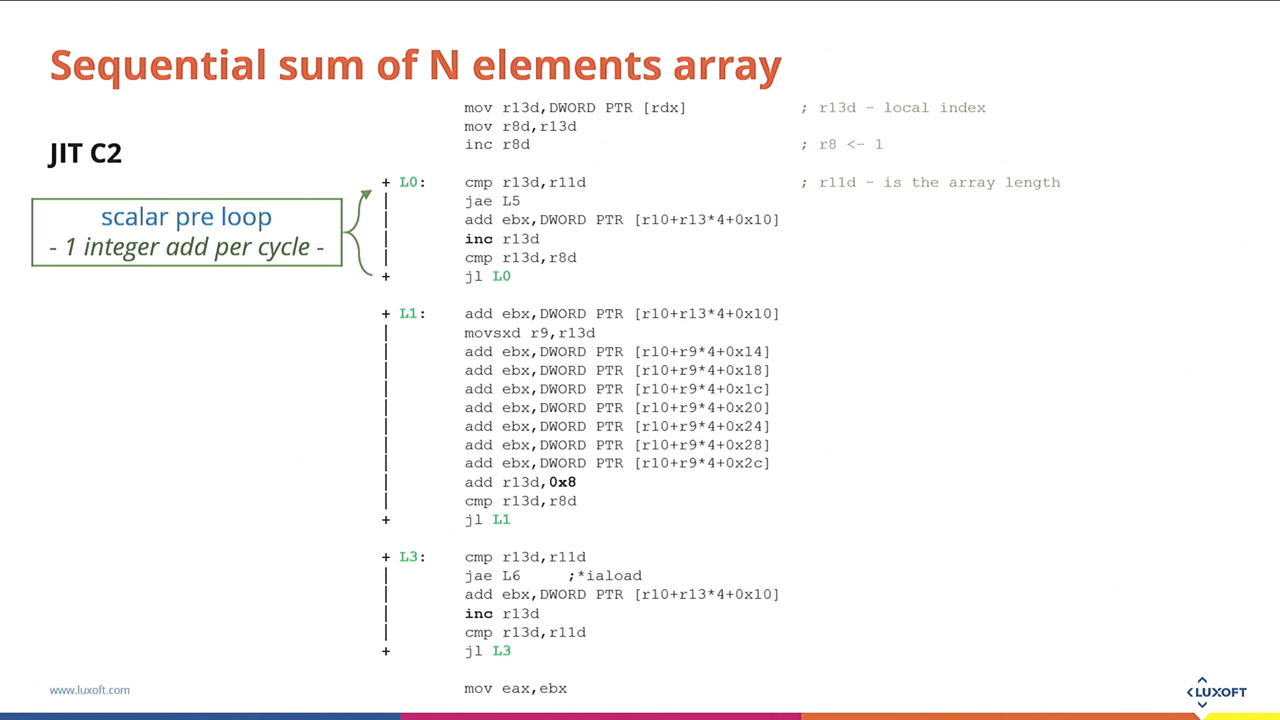 Sequential sum of N elements array
JIT C2
scalar pre loop
- 1 integer add per cycle -
mov r13d,DWORD PTR [rdx] ; r13d - local index
mov r8d,r13d
inc r8d ; r8 <- 1
+ L0: cmp r13d,r11d ; r11d - is the array length
| jae L5
| add ebx,DWORD PTR [r10+r13*4+0x10]
| inc r13d
| cmp r13d,r8d
+ jl L0
+ L1: add ebx,DWORD PTR [r10+r13*4+0x10]
| movsxd r9,r13d
| add ebx,DWORD PTR [r10+r9*4+0x14]
| add ebx,DWORD PTR [r10+r9*4+0x18]
| add ebx,DWORD PTR [r10+r9*4+0x1c]
| add ebx,DWORD PTR [r10+r9*4+0x20]
| add ebx,DWORD PTR [r10+r9*4+0x24]
| add ebx,DWORD PTR [r10+r9*4+0x28]
| add ebx,DWORD PTR [r10+r9*4+0x2c]
| add r13d,0x8
| cmp r13d,r8d
+ jl L1
+ L3: cmp r13d,r11d
| jae L6 ;*iaload
| add ebx,DWORD PTR [r10+r13*4+0x10]
| inc r13d
| cmp r13d,r11d
+ jl L3
mov eax,ebx
www.luxoft.com
LUXOFT